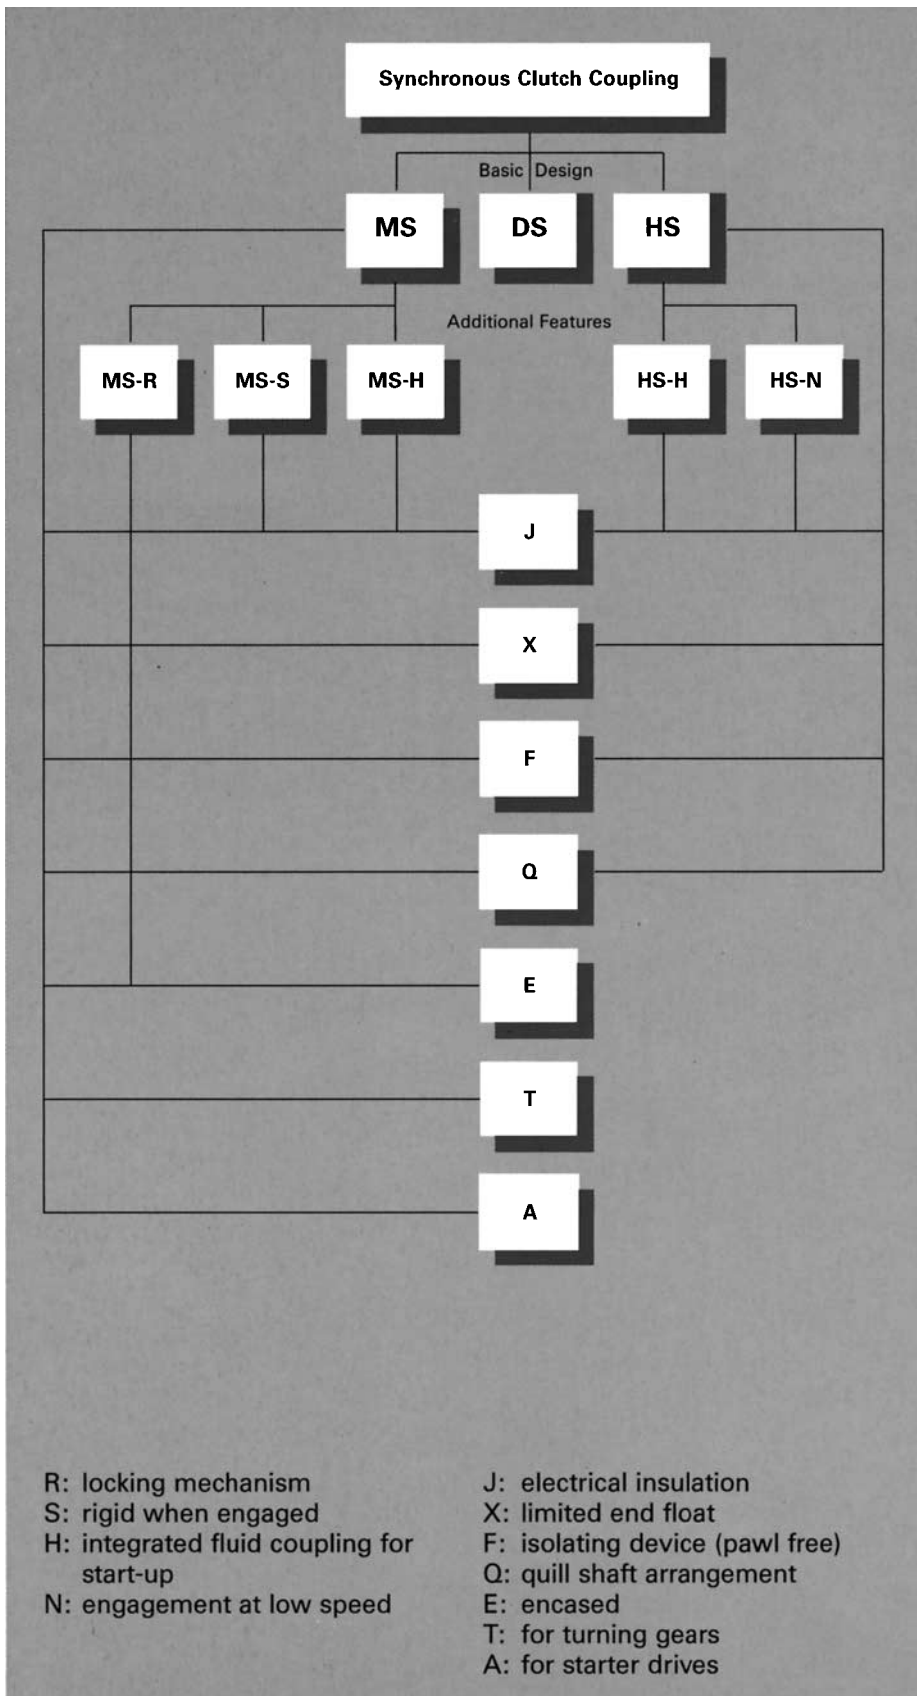 Synchronous Clutch Coupling
Basic Design
MS
DS
HS
Additional Features
MS-R
MS-S
MS-H
HS-H
HS-N
J
X
F
Q
E
T
A
R: locking mechanism
S: rigid when engaged
H: integrated fluid coupling for
start-up
N: engagement at low speed
J: electrical insulation
X: limited end float
F: isolating device (pawl free)
Q: quill shaft arrangement
E: encased
T: for turning gears
A: for starter drives